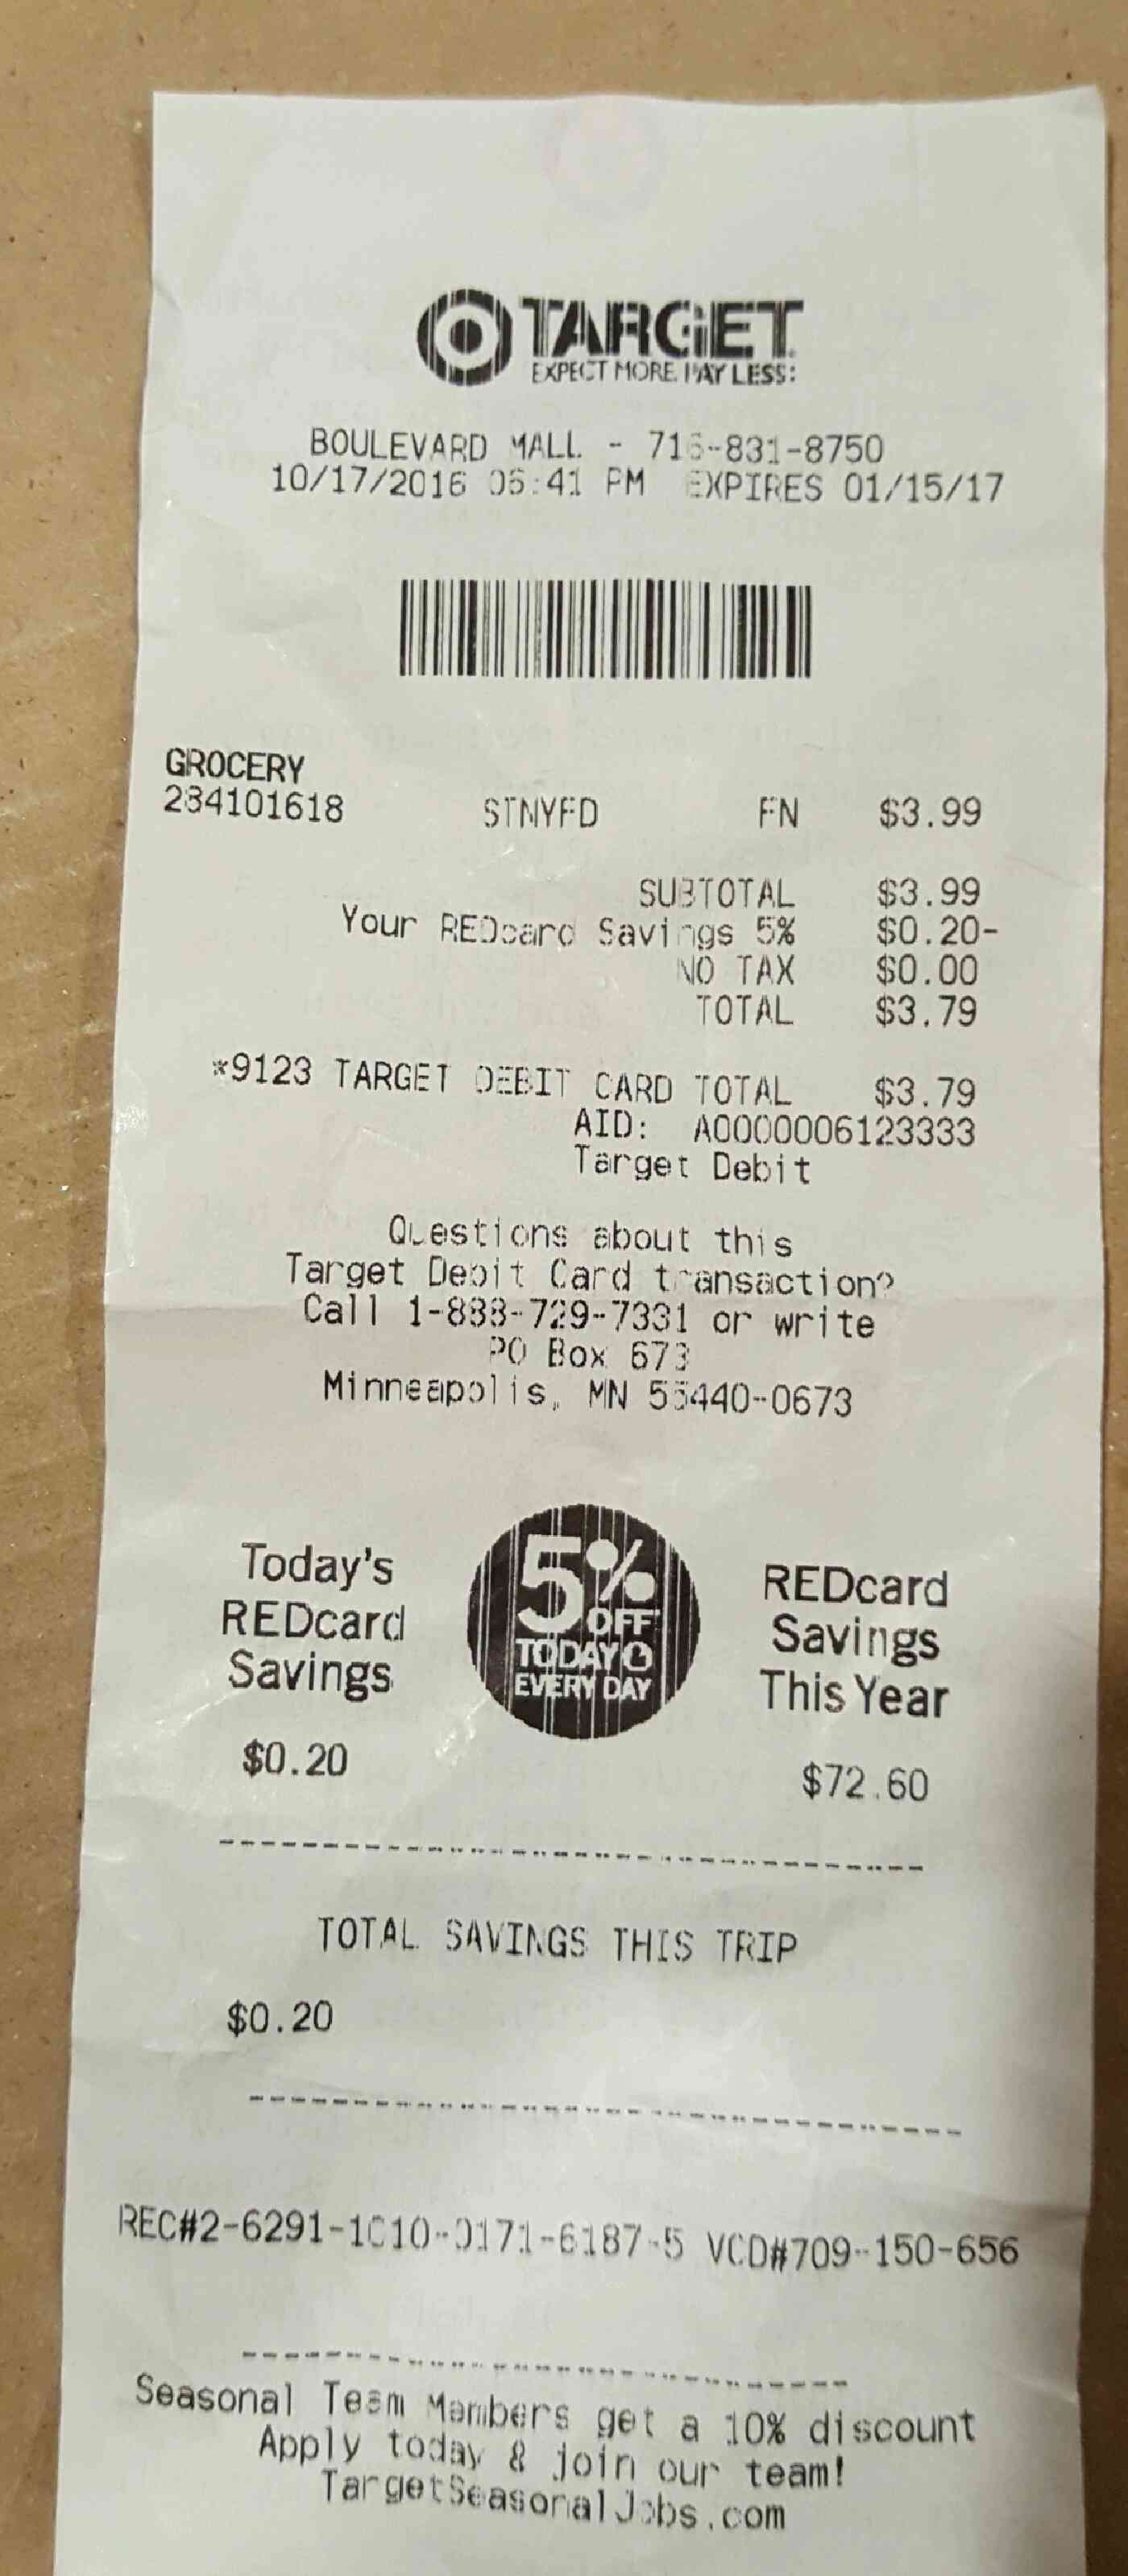 TARGET
EXPECT MORE. PAY LESS.
BOULEVARD MALL - 716-831-8750
10/17/2016 06:41 PM EXPIRES 01/15/17
GROCERY
284101618 STNYFD FN $3.99
SUBTOTAL $3.99
Your REDcard Savings 5% $0.20-
NO TAX $0.00
TOTAL $3.79
*9123 TARGET DEBIT CARD TOTAL $3.79
AID: A0000006123333
Target Debit
Questions about this
Target Debit Card transaction?
Call 1-888-729-7331 or write
PO Box 673
Minneapolis, MN 55440-0673
Today's
REDcard
Savings
$0.20
5%
OFF
TODAY &
EVERY DAY
REDcard
Savings
This Year
$72.60
TOTAL SAVINGS THIS TRIP
$0.20
REC#2-6291-1010-0171-6187-5 VCD#709-150-656
Seasonal Team Members get a 10% discount
Apply today & join our team!
TargetSeasonalJobs.com